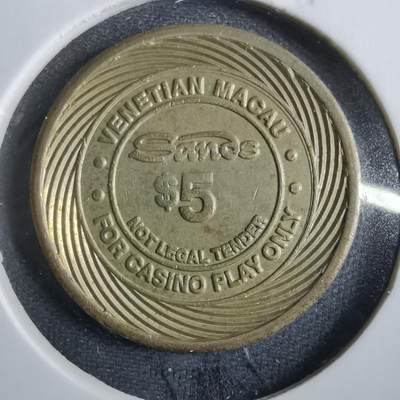 VENETIAN MACAU
Sands
$5
NOT LEGAL TENDER
FOR CASINO PLAY ONLY